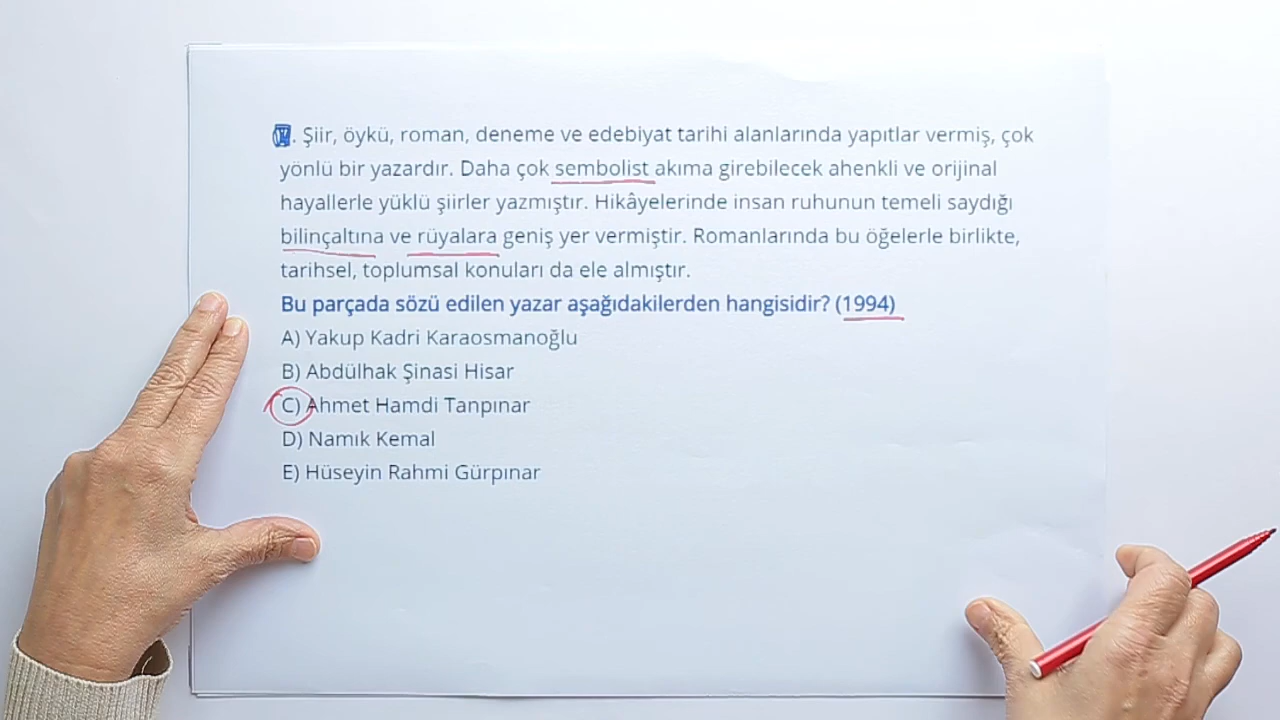 . Şiir, öykü, roman, deneme ve edebiyat tarihi alanlarında yapıtlar vermiş, çok
yönlü bir yazardır. Daha çok sembolist akıma girebilecek ahenkli ve orijinal
hayallerle yüklü şiirler yazmıştır. Hikâyelerinde insan ruhunun temeli saydığı
bilinçaltına ve rüyalara geniş yer vermiştir. Romanlarında bu öğelerle birlikte,
tarihsel, toplumsal konuları da ele almıştır.
Bu parçada sözü edilen yazar aşağıdakilerden hangisidir? (1994)
A) Yakup Kadri Karaosmanoğlu
B) Abdülhak Şinasi Hisar
C) Ahmet Hamdi Tanpınar
D) Namık Kemal
E) Hüseyin Rahmi Gürpınar